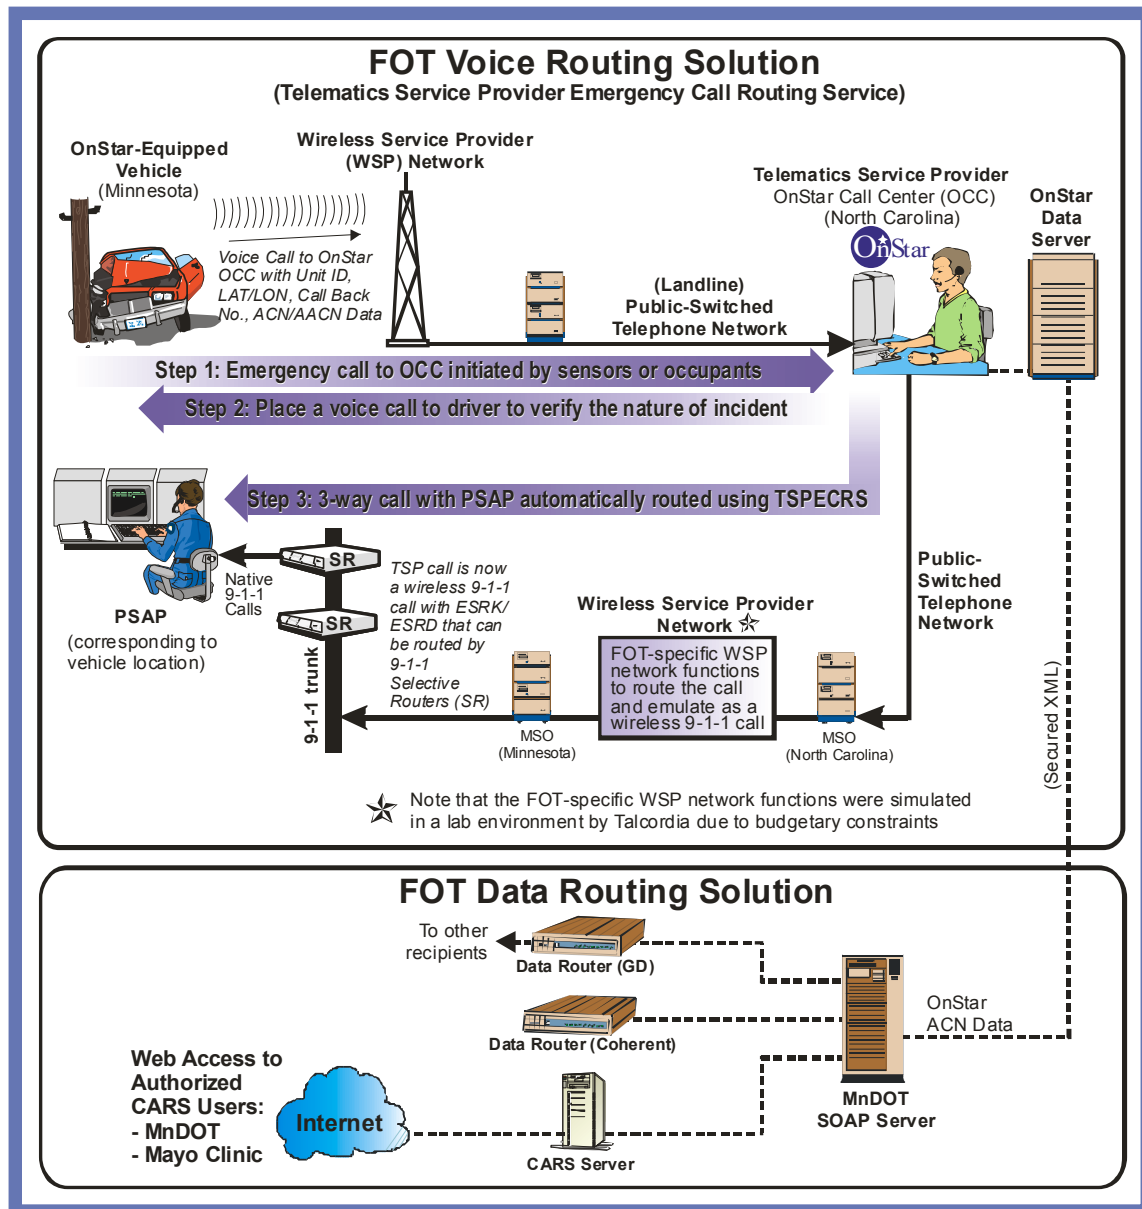 FOT Voice Routing Solution
(Telematics Service Provider Emergency Call Routing Service)
OnStar-Equipped
Vehicle
(Minnesota)
Wireless Service Provider
(WSP) Network
Voice Call to OnStar
OCC with Unit ID,
LAT/LON, Call Back
No., ACN/AACN Data
(Landline)
Public-Switched
Telephone Network
Telematics Service Provider
OnStar Call Center (OCC)
(North Carolina)
OnStar
OnStar
Data
Server
Step 1: Emergency call to OCC initiated by sensors or occupants
Step 2: Place a voice call to driver to verify the nature of incident
Step 3: 3-way call with PSAP automatically routed using TSPECRS
PSAP
(corresponding to
vehicle location)
Native
9-1-1
Calls
SR
SR
9-1-1 trunk
TSP call is now
a wireless 9-1-1
call with ESRK/
ESRD that can
be routed by
9-1-1
Selective
Routers (SR)
MSO
(Minnesota)
Wireless Service Provider
Network
FOT-specific WSP
network functions
to route the call
and emulate as a
wireless 9-1-1 call
MSO
(North Carolina)
Public-
Switched
Telephone
Network
(Secured XML)
Note that the FOT-specific WSP network functions were simulated
in a lab environment by Talcordia due to budgetary constraints
FOT Data Routing Solution
To other
recipients
Data Router (GD)
Data Router (Coherent)
OnStar
ACN Data
MnDOT
SOAP Server
Web Access to
Authorized
CARS Users:
- MnDOT
- Mayo Clinic
Internet
CARS Server